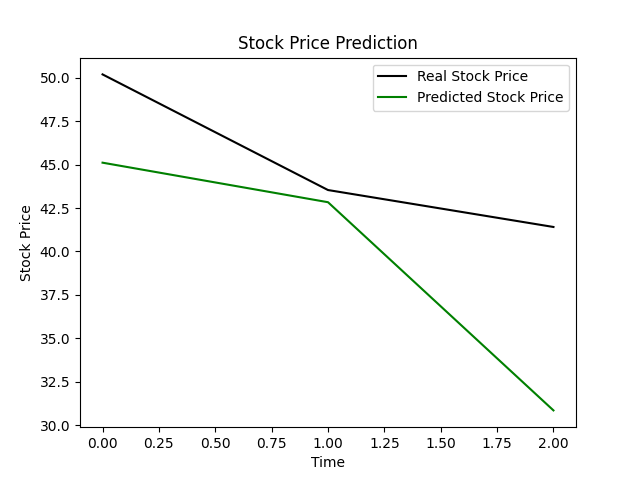 Stock Price Prediction
Real Stock Price
Predicted Stock Price
Stock Price
50.0
47.5
45.0
42.5
40.0
37.5
35.0
32.5
30.0
0.00 0.25 0.50 0.75 1.00 1.25 1.50 1.75 2.00
Time